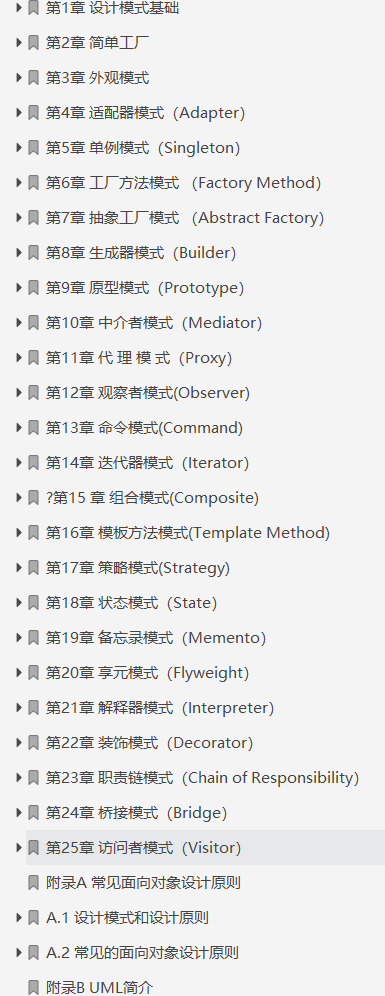 第1章 设计模式基础
第2章 简单工厂
第3章 外观模式
第4章 适配器模式（Adapter）
第5章 单例模式（Singleton）
第6章 工厂方法模式 （Factory Method）
第7章 抽象工厂模式 （Abstract Factory）
第8章 生成器模式（Builder）
第9章 原型模式（Prototype）
第10章 中介者模式（Mediator）
第11章 代 理 模 式（Proxy）
第12章 观察者模式(Observer)
第13章 命令模式(Command)
第14章 迭代器模式（Iterator）
?第15 章 组合模式(Composite)
第16章 模板方法模式(Template Method)
第17章 策略模式(Strategy)
第18章 状态模式（State）
第19章 备忘录模式（Memento）
第20章 享元模式（Flyweight）
第21章 解释器模式（Interpreter）
第22章 装饰模式（Decorator）
第23章 职责链模式（Chain of Responsibility）
第24章 桥接模式（Bridge）
第25章 访问者模式（Visitor）
附录A 常见面向对象设计原则
A.1 设计模式和设计原则
A.2 常见的面向对象设计原则
附录B UML简介